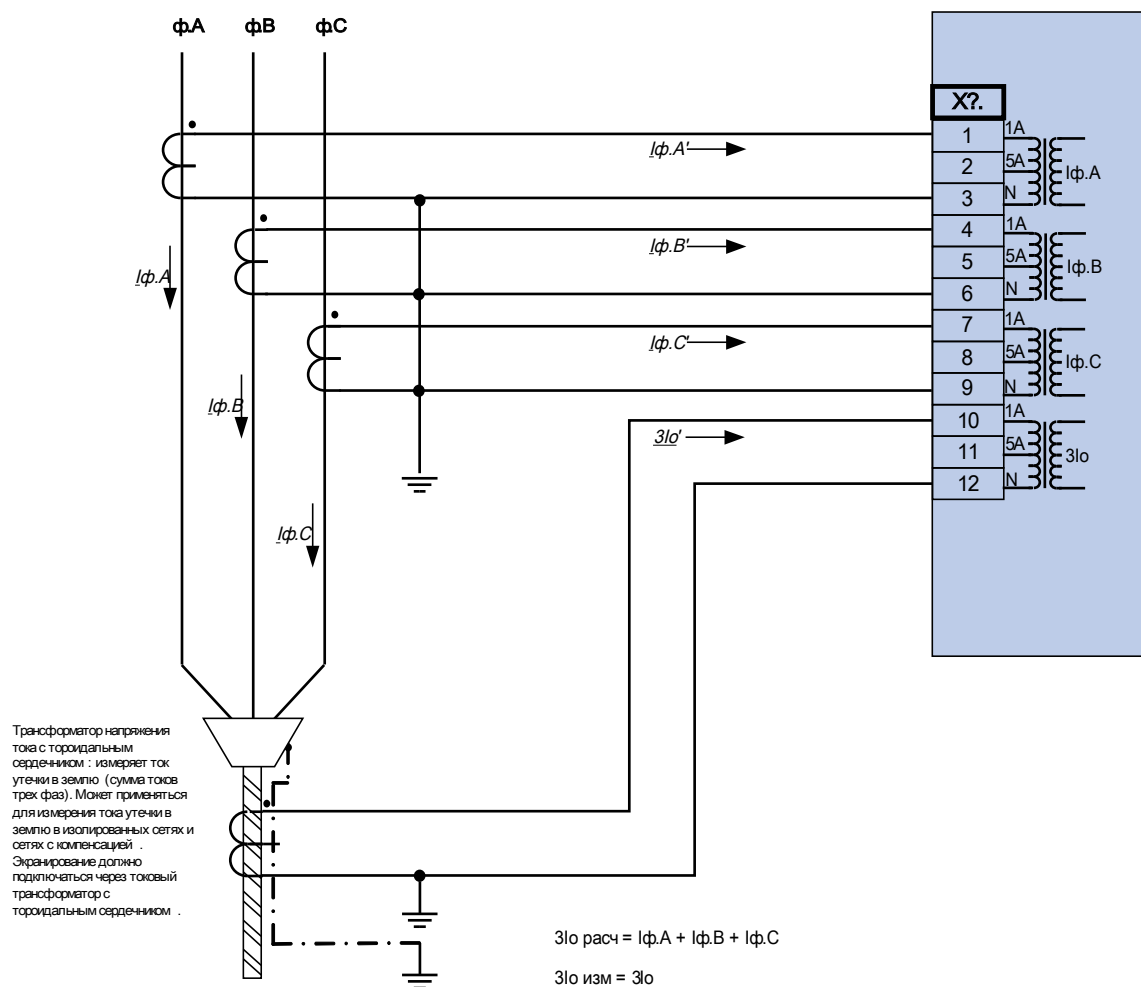 ф.А ф.В ф.С
X?.
1 1A
Iф.A' 2 5A Iф.A
3 N
4 1A
Iф.B' 5 5A Iф.B
6 N
Iф.A
7 1A
Iф.C' 8 5A Iф.C
9 N
Iф.B
10 1A
3Io' 11 5A 3Io
12 N
Iф.C
Трансформатор напряжения
тока с тороидальным
сердечником : измеряет ток
утечки в землю (сумма токов
трех фаз). Может применяться
для измерения тока утечки в
землю в изолированных сетях и
сетях с компенсацией .
Экранирование должно
подключаться через токовый
трансформатор с
тороидальным сердечником .
3Io расч = Iф.A + Iф.B + Iф.C
3Io изм = 3Io